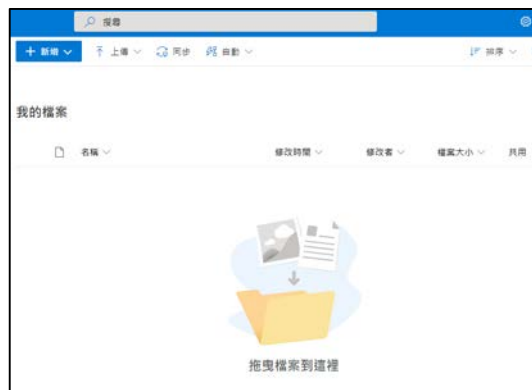 搜尋
新增 上傳 同步 自動 排序
我的檔案
名稱 修改時間 修改者 檔案大小 共用
拖曳檔案到這裡